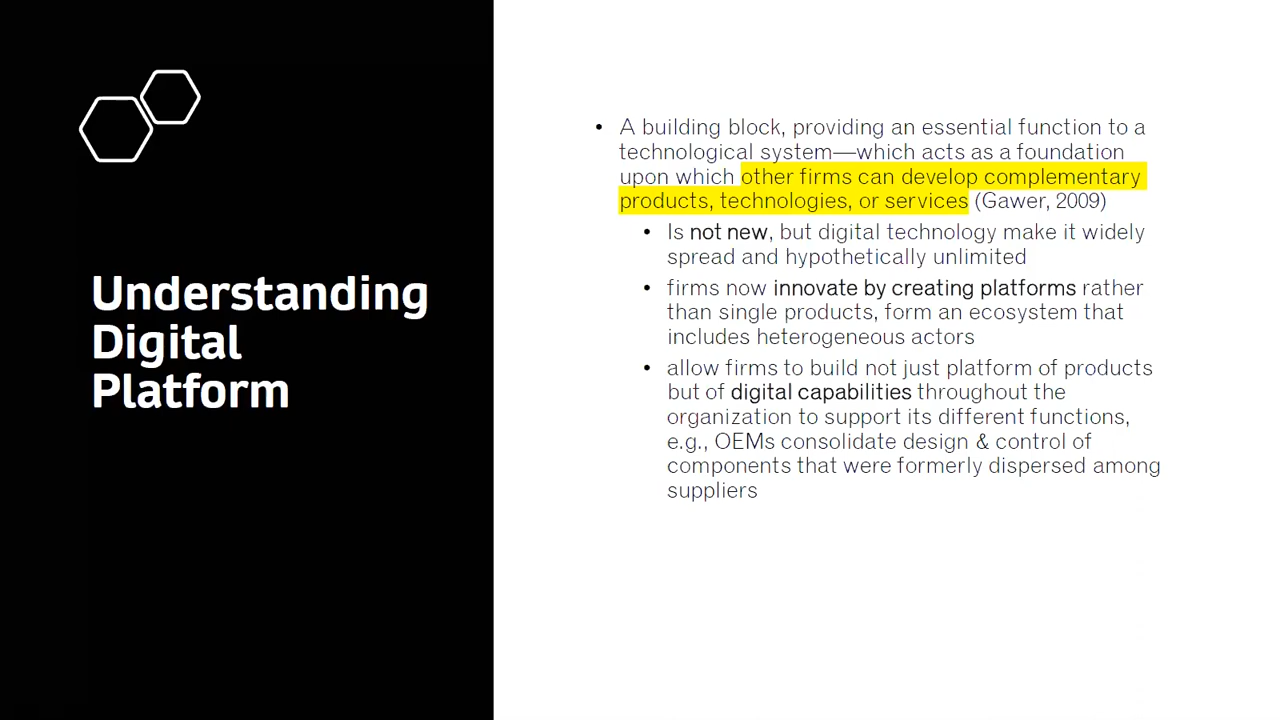 Understanding
Digital
Platform
• A building block, providing an essential function to a
technological system—which acts as a foundation
upon which other firms can develop complementary
products, technologies, or services (Gawer, 2009)
• Is not new, but digital technology make it widely
spread and hypothetically unlimited
• firms now innovate by creating platforms rather
than single products, form an ecosystem that
includes heterogeneous actors
• allow firms to build not just platform of products
but of digital capabilities throughout the
organization to support its different functions,
e.g., OEMs consolidate design & control of
components that were formerly dispersed among
suppliers